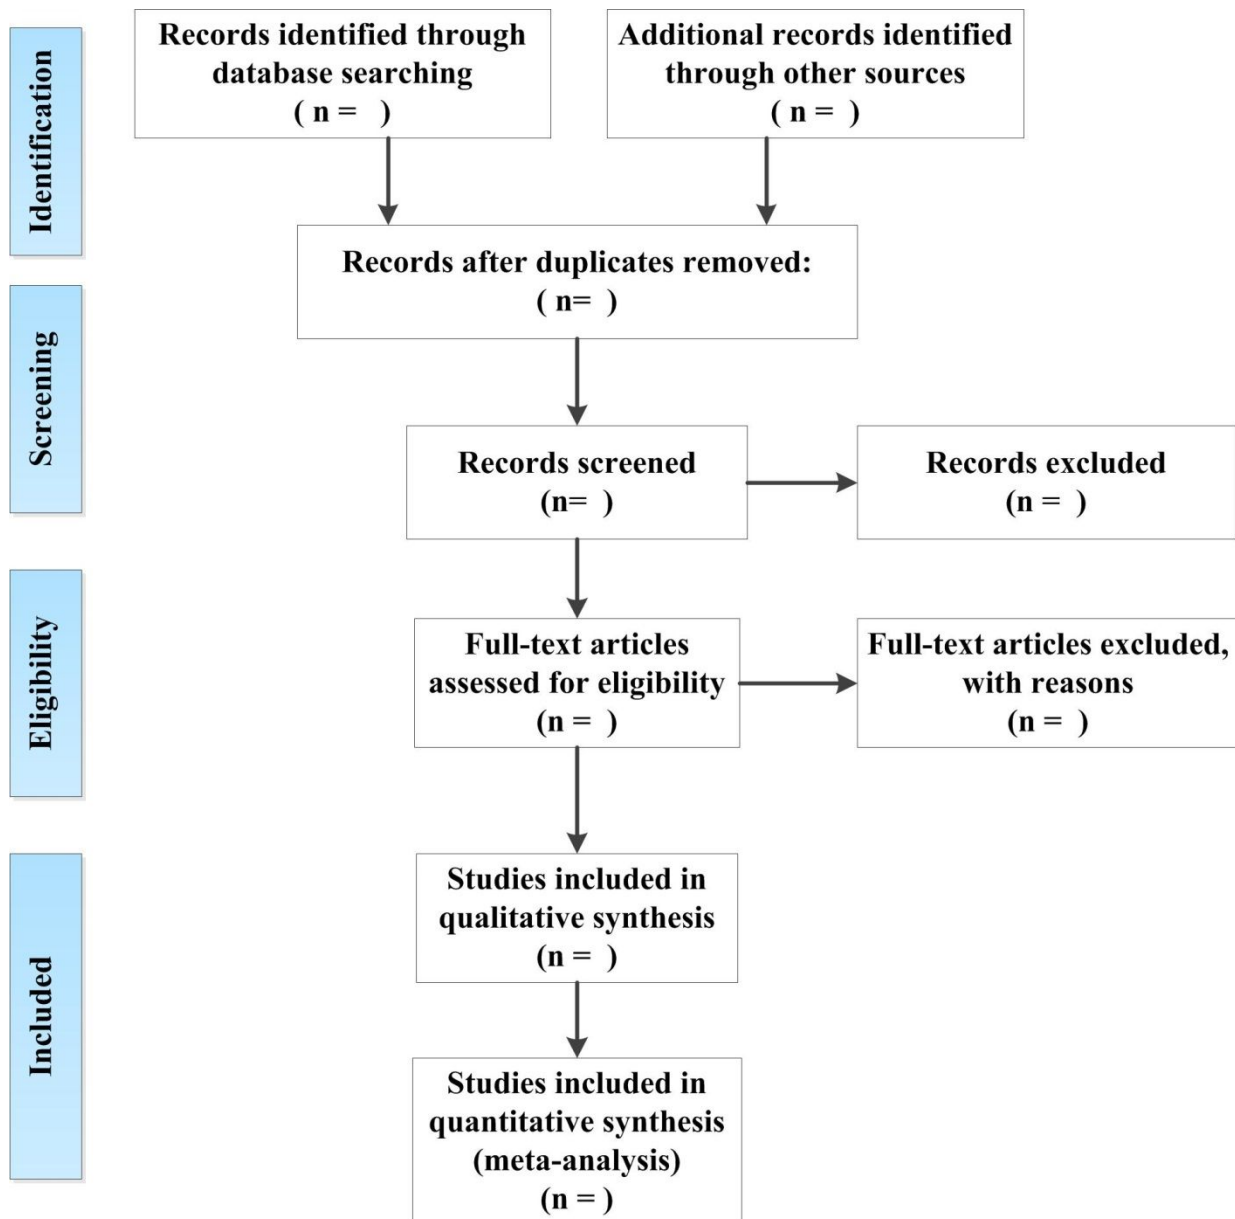 Identification
Records identified through
database searching
( n =   )
Additional records identified
through other sources
( n =  )
Records after duplicates removed:
( n=  )
Screening
Records screened
(n=  )
Records excluded
(n =  )
Eligibility
Full-text articles
assessed for eligibility
(n =  )
Full-text articles excluded,
with reasons
(n =  )
Included
Studies included in
qualitative synthesis
(n =  )
Studies included in
quantitative synthesis
(meta-analysis)
(n = )